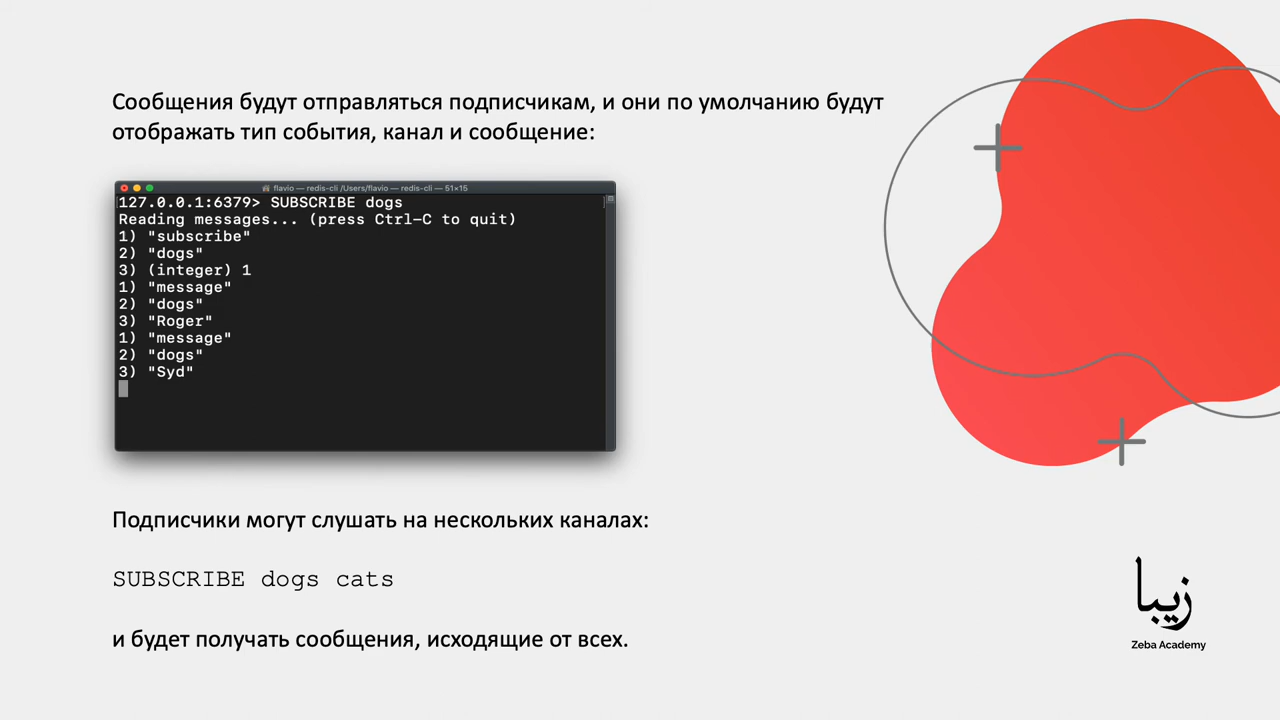 Сообщения будут отправляться подписчикам, и они по умолчанию будут
отображать тип события, канал и сообщение:
flavio — redis-cli /Users/flavio — redis-cli — 51×15
127.0.0.1:6379> SUBSCRIBE dogs
Reading messages... (press Ctrl-C to quit)
1) "subscribe"
2) "dogs"
3) (integer) 1
1) "message"
2) "dogs"
3) "Roger"
1) "message"
2) "dogs"
3) "Syd"
Подписчики могут слушать на нескольких каналах:
SUBSCRIBE dogs cats
и будет получать сообщения, исходящие от всех.
زيبا
Zeba Academy